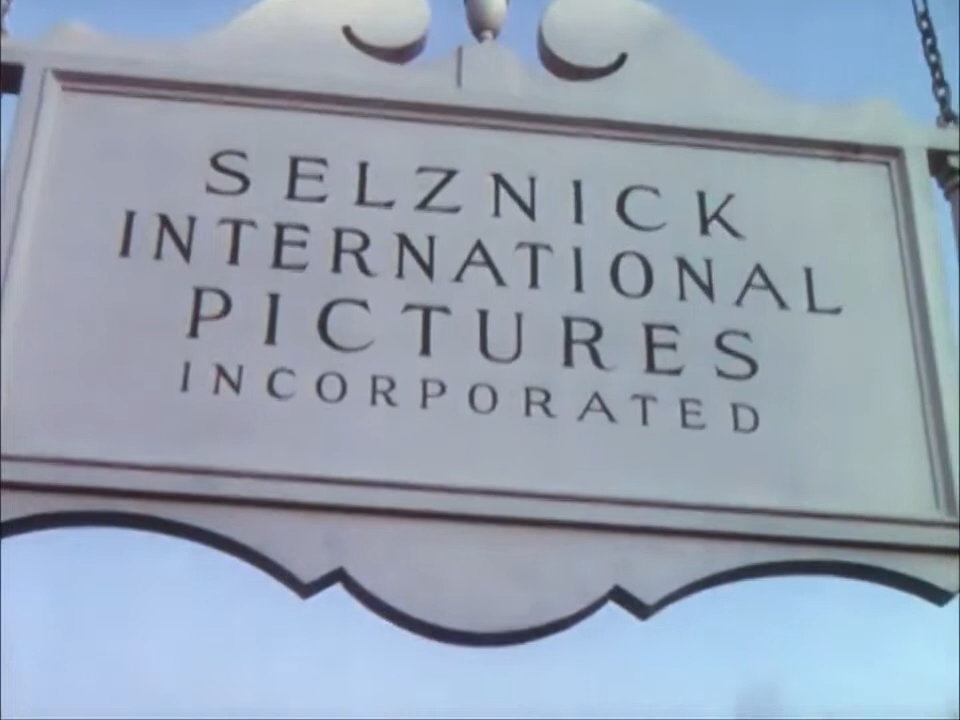 SELZNICK
INTERNATIONAL
PICTURES
INCORPORATED